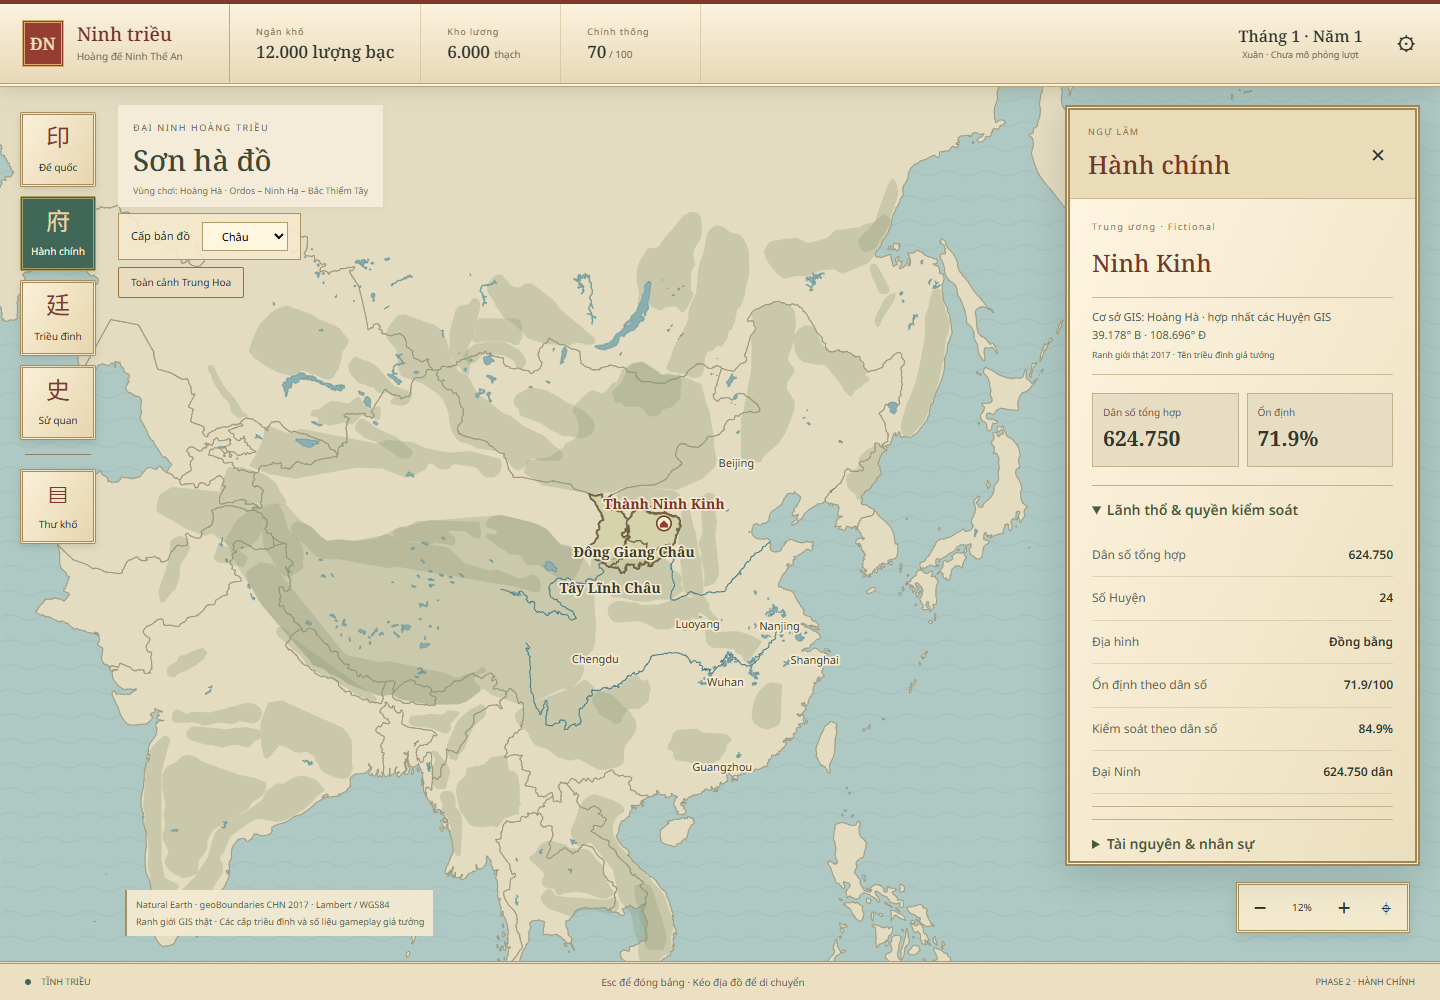 ĐN
Ninh triều
Hoàng đế Ninh Thế An
Ngân khố
12.000 lượng bạc
Kho lương
6.000 thạch
Chính thống
70 / 100
Tháng 1 · Năm 1
Xuân · Chưa mô phỏng lượt
印
Đế quốc
府
Hành chính
廷
Triều đình
史
Sử quan
▤
Thư khố
ĐẠI NINH HOÀNG TRIỀU
Sơn hà đồ
Vùng chơi: Hoàng Hà · Ordos – Ninh Hạ – Bắc Thiểm Tây
Cấp bản đồ
Châu
Toàn cảnh Trung Hoa
Beijing
Thành Ninh Kinh
Đông Giang Châu
Tây Lĩnh Châu
Luoyang
Nanjing
Chengdu
Shanghai
Wuhan
Guangzhou
NGỰ LÃM
Hành chính
×
Trung ương · Fictional
Ninh Kinh
Cơ sở GIS: Hoàng Hà · hợp nhất các Huyện GIS
39.178° B · 108.696° Đ
Ranh giới thật 2017 · Tên triều đình giả tưởng
Dân số tổng hợp
624.750
Ổn định
71.9%
▼ Lãnh thổ & quyền kiểm soát
Dân số tổng hợp 624.750
Số Huyện 24
Địa hình Đồng bằng
Ổn định theo dân số 71.9/100
Kiểm soát theo dân số 84.9%
Đại Ninh 624.750 dân
▶ Tài nguyên & nhân sự
Natural Earth · geoBoundaries CHN 2017 · Lambert / WGS84
Ranh giới GIS thật · Các cấp triều đình và số liệu gameplay giả tưởng
− 12% + ⌖
TĨNH TRIỀU
Esc để đóng bảng · Kéo địa đồ để di chuyển
PHASE 2 · HÀNH CHÍNH